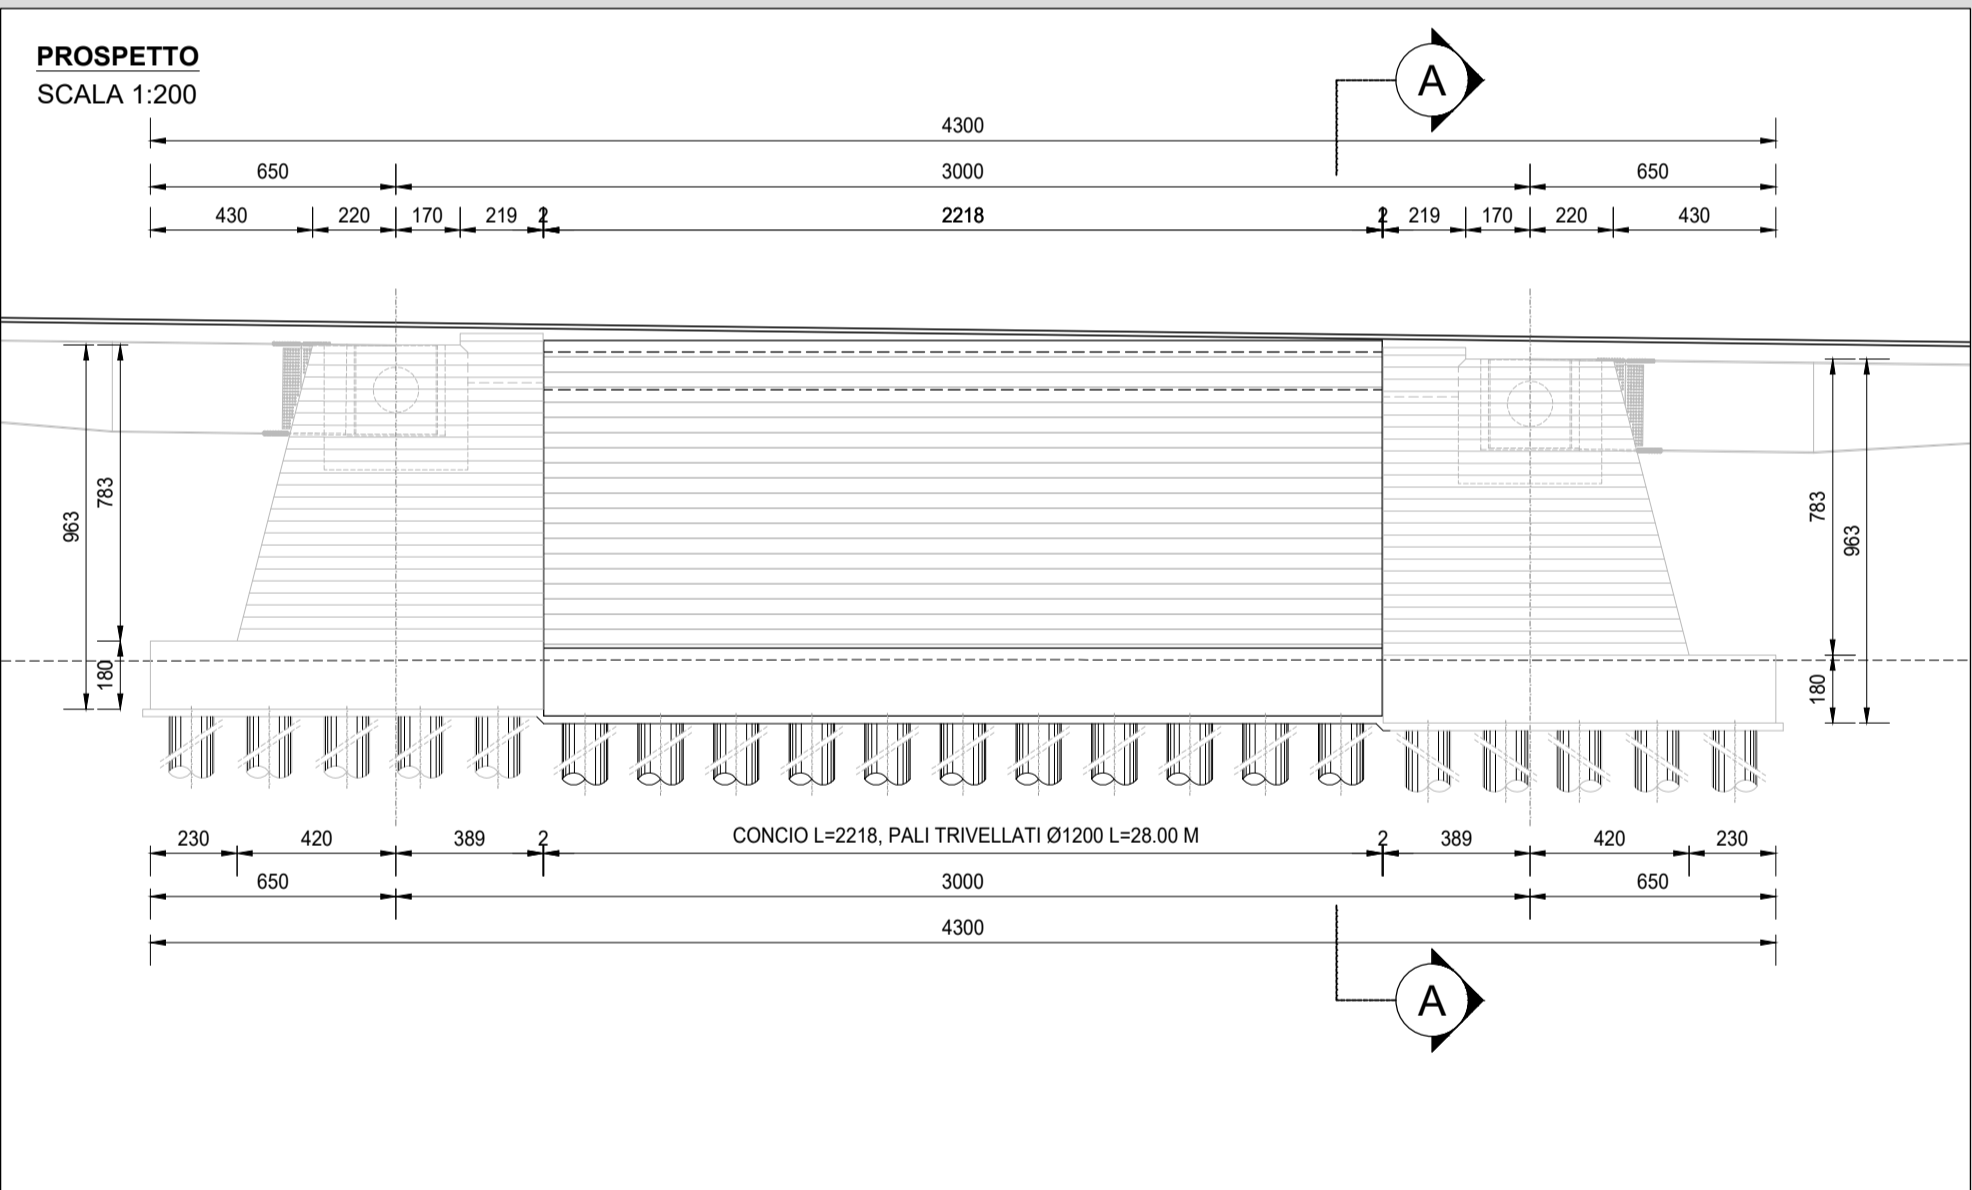 PROSPETTO
SCALA 1:200
A
4300
650 3000 650
430 220 170 219 2 2218 2 219 170 220 430
963 783 180
783 963 180
CONCIO L=2218, PALI TRIVELLATI Ø1200 L=28.00 M
230 420 389 2 2 389 420 230
650 3000 650
4300
A